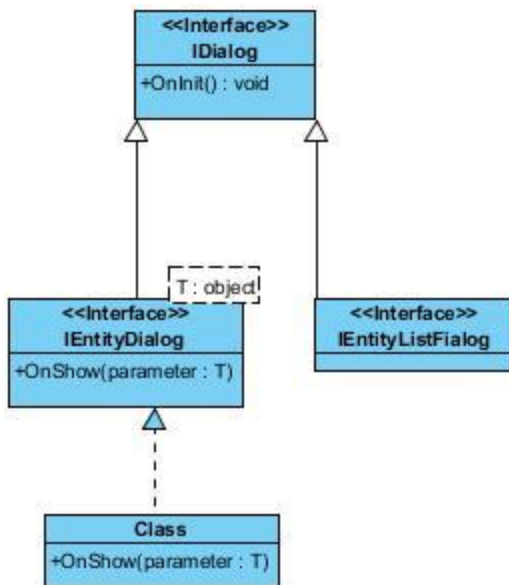 <<Interface>>
IDialog
+OnInit() : void
T : object
<<Interface>>
IEntityDialog
+OnShow(parameter : T)
<<Interface>>
IEntityListFialog
Class
+OnShow(parameter : T)